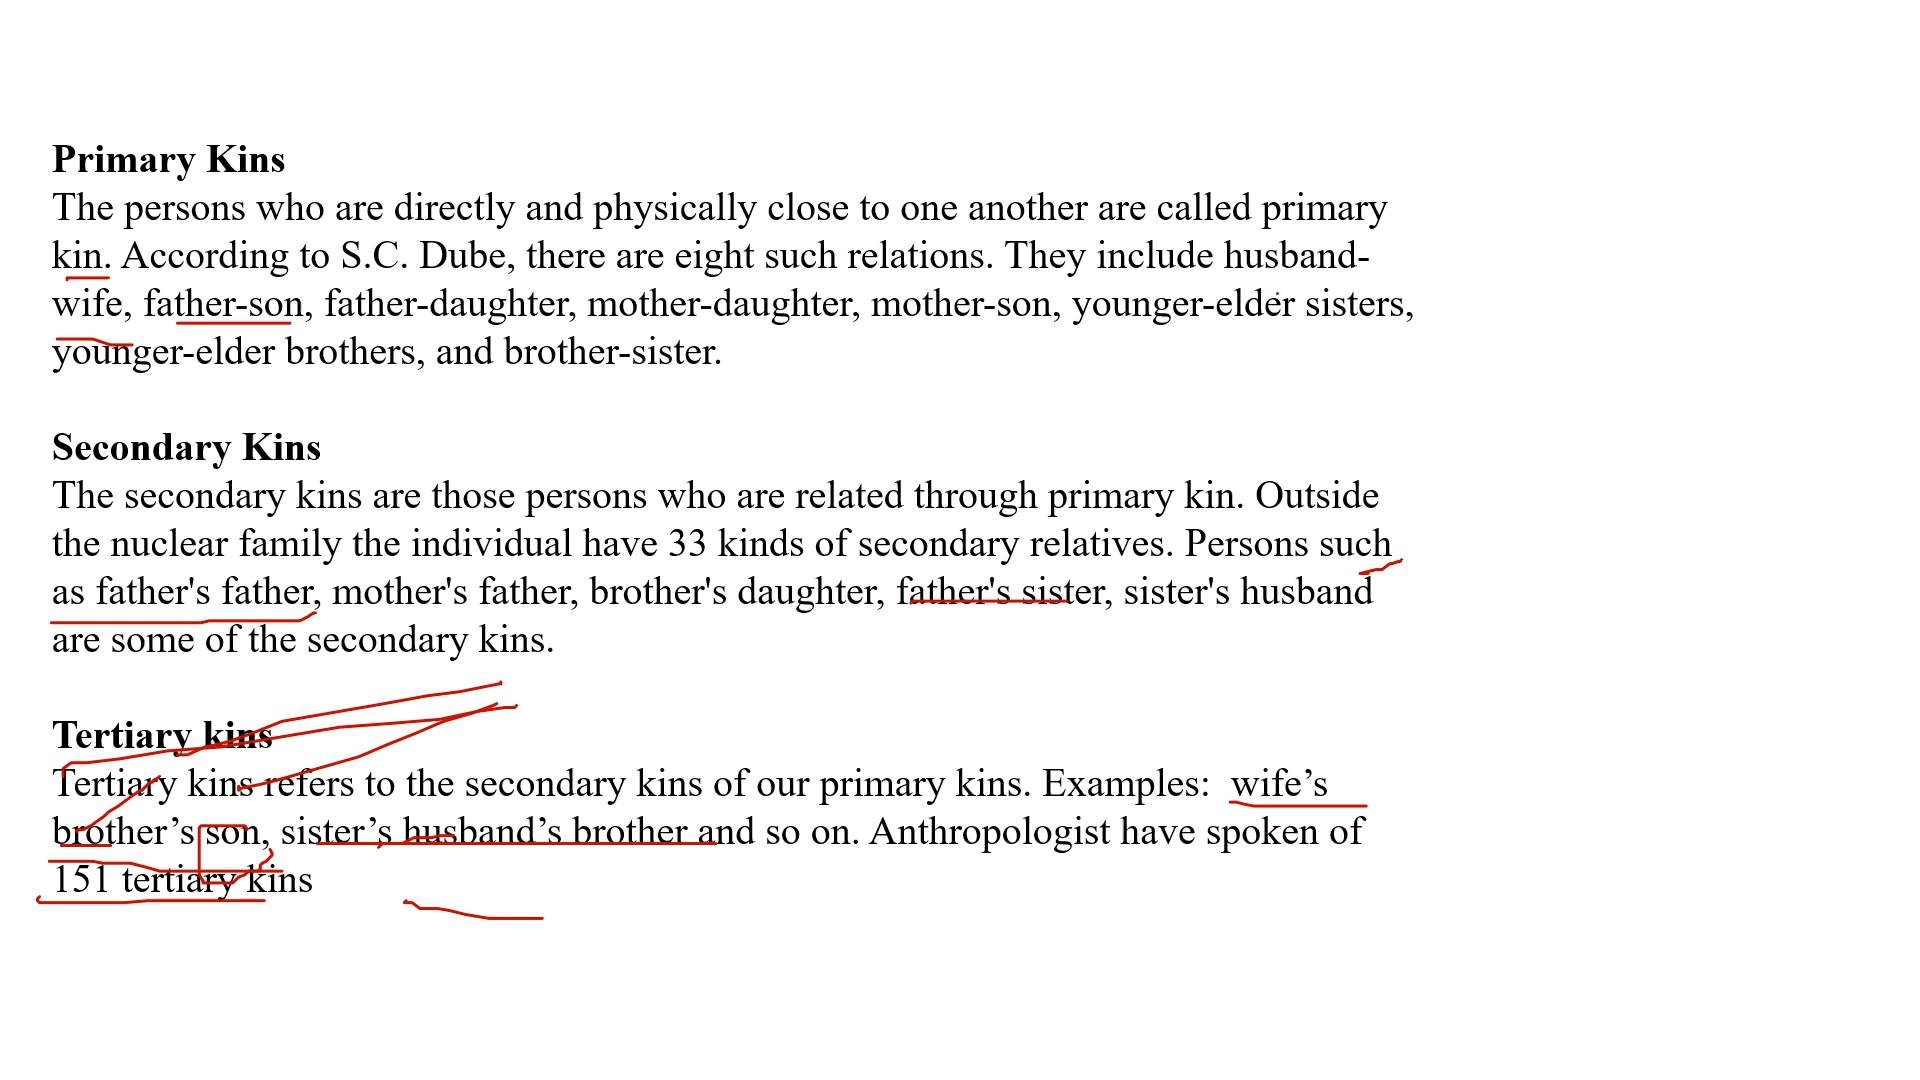 Primary Kins
The persons who are directly and physically close to one another are called primary
kin. According to S.C. Dube, there are eight such relations. They include husband-
wife, father-son, father-daughter, mother-daughter, mother-son, younger-elder sisters,
younger-elder brothers, and brother-sister.
Secondary Kins
The secondary kins are those persons who are related through primary kin. Outside
the nuclear family the individual have 33 kinds of secondary relatives. Persons such
as father's father, mother's father, brother's daughter, father's sister, sister's husband
are some of the secondary kins.
Tertiary kins
Tertiary kins refers to the secondary kins of our primary kins. Examples:  wife’s
brother’s son, sister’s husband’s brother and so on. Anthropologist have spoken of
151 tertiary kins